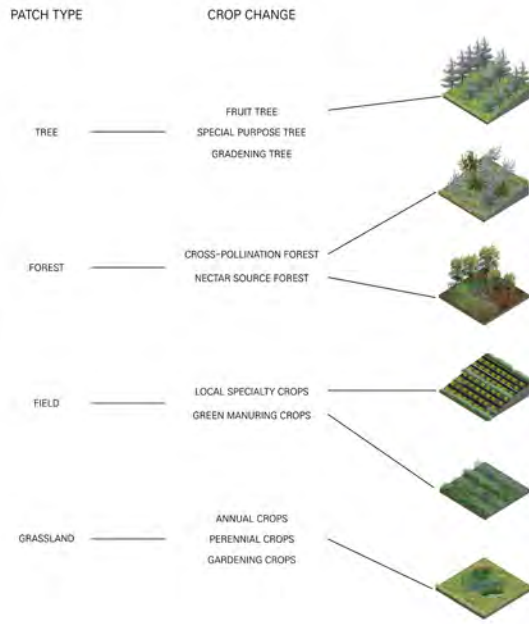 PATCH TYPE CROP CHANGE
FRUIT TREE
TREE SPECIAL PURPOSE TREE
GRADENING TREE
CROSS-POLLINATION FOREST
FOREST
NECTAR SOURCE FOREST
LOCAL SPECIALTY CROPS
FIELD
GREEN MANURING CROPS
ANNUAL CROPS
GRASSLAND PERENNIAL CROPS
GARDENING CROPS